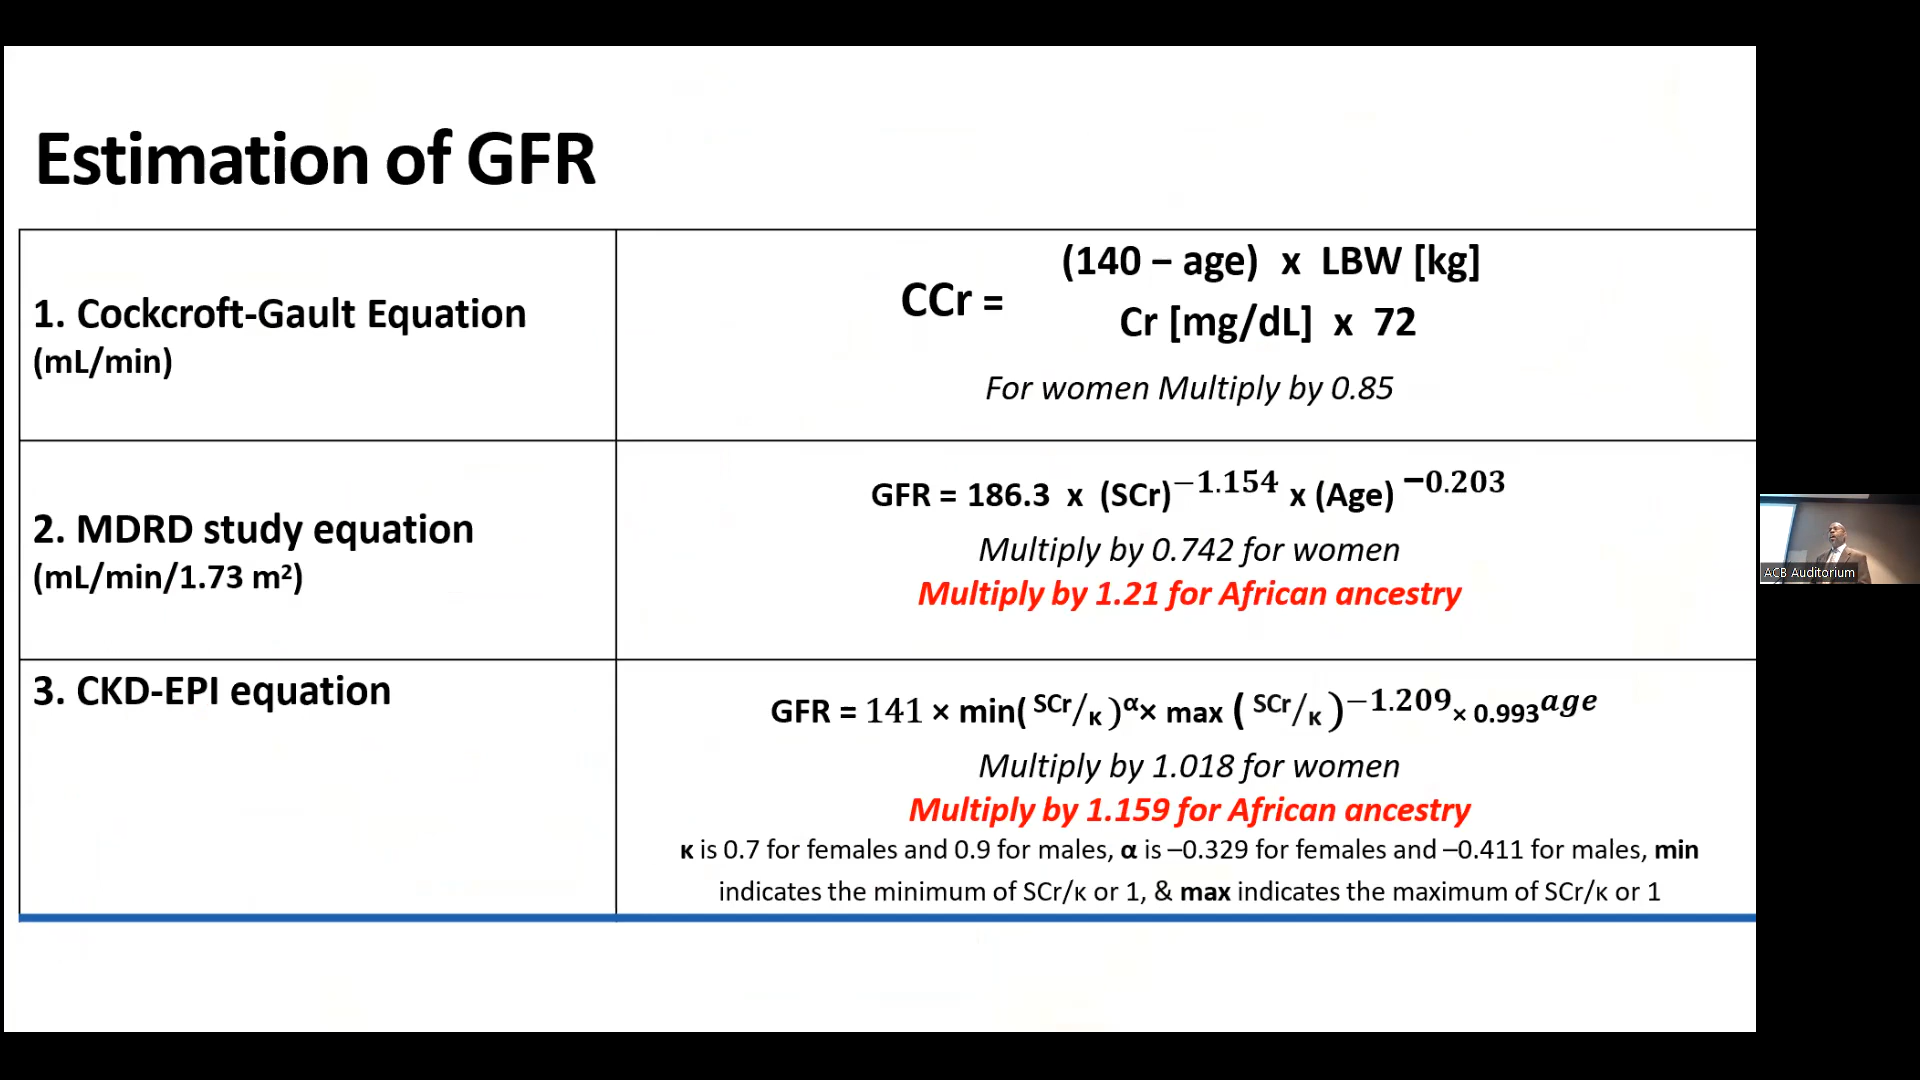 Estimation of GFR
1. Cockcroft-Gault Equation
(mL/min)
CCr =
(140 – age) x LBW [kg]
Cr [mg/dL] x 72
For women Multiply by 0.85
2. MDRD study equation
(mL/min/1.73 m²)
GFR = 186.3 x (SCr)^−1.154 x (Age)^−0.203
Multiply by 0.742 for women
Multiply by 1.21 for African ancestry
3. CKD-EPI equation
GFR = 141 × min( SCr/κ )^α × max ( SCr/κ )^−1.209 × 0.993^age
Multiply by 1.018 for women
Multiply by 1.159 for African ancestry
κ is 0.7 for females and 0.9 for males, α is –0.329 for females and –0.411 for males, min
indicates the minimum of SCr/κ or 1, & max indicates the maximum of SCr/κ or 1
ACB Auditorium